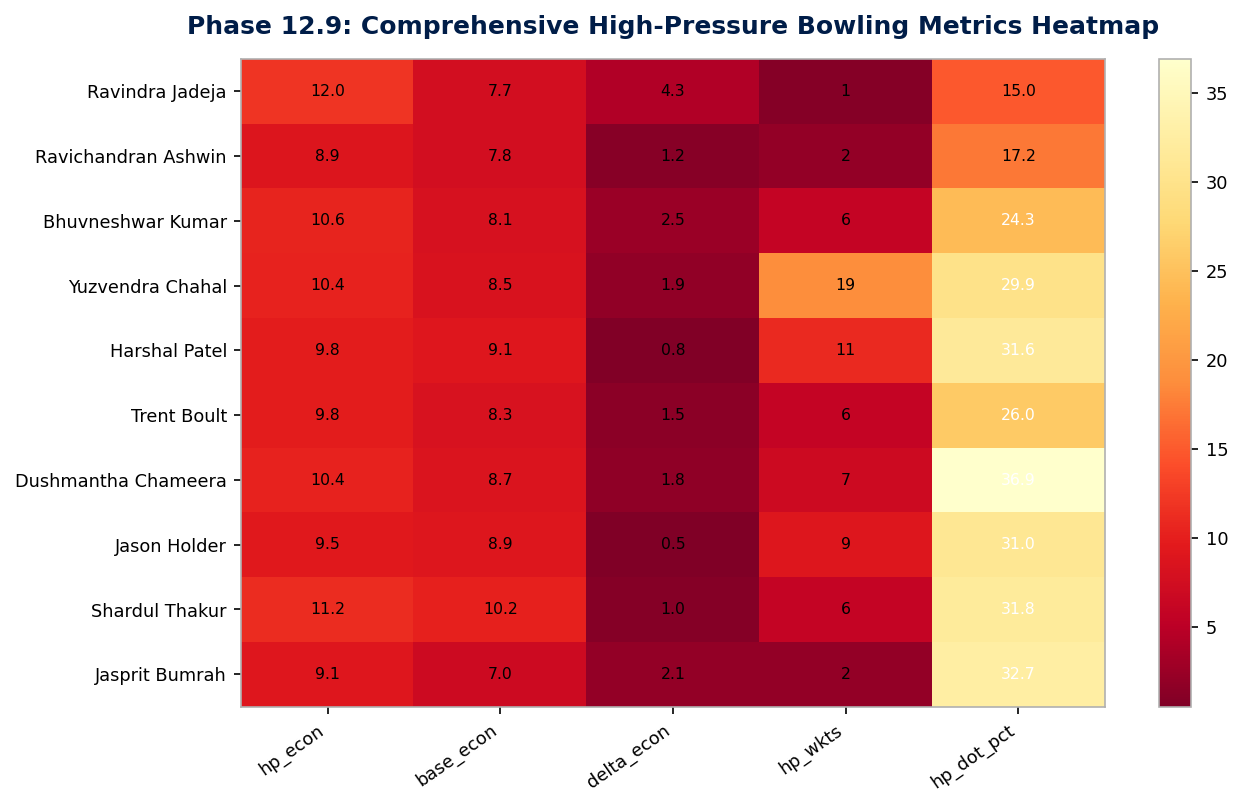 Phase 12.9: Comprehensive High-Pressure Bowling Metrics Heatmap
Ravindra Jadeja 12.0 7.7 4.3 1 15.0
Ravichandran Ashwin 8.9 7.8 1.2 2 17.2
Bhuvneshwar Kumar 10.6 8.1 2.5 6 24.3
Yuzvendra Chahal 10.4 8.5 1.9 19 29.9
Harshal Patel 9.8 9.1 0.8 11 31.6
Trent Boult 9.8 8.3 1.5 6 26.0
Dushmantha Chameera 10.4 8.7 1.8 7 36.9
Jason Holder 9.5 8.9 0.5 9 31.0
Shardul Thakur 11.2 10.2 1.0 6 31.8
Jasprit Bumrah 9.1 7.0 2.1 2 32.7
hp_econ base_econ delta_econ hp_wkts hp_dot_pct
35
30
25
20
15
10
5